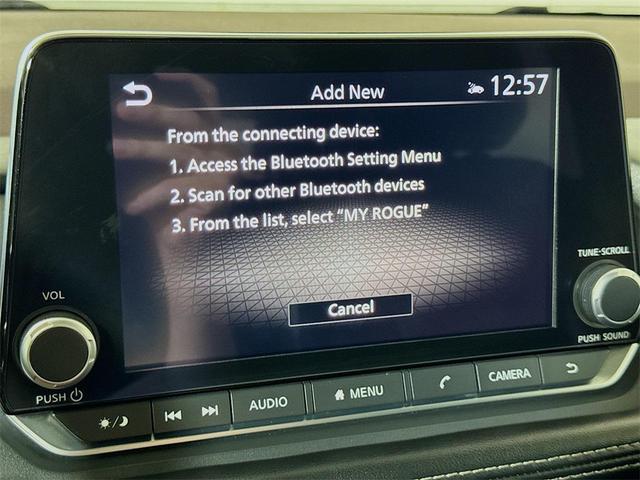 Add New
12:57
From the connecting device:
1. Access the Bluetooth Setting Menu
2. Scan for other Bluetooth devices
3. From the list, select "MY ROGUE"
Cancel
VOL
PUSH
TUNE·SCROLL
PUSH SOUND
AUDIO
MENU
CAMERA